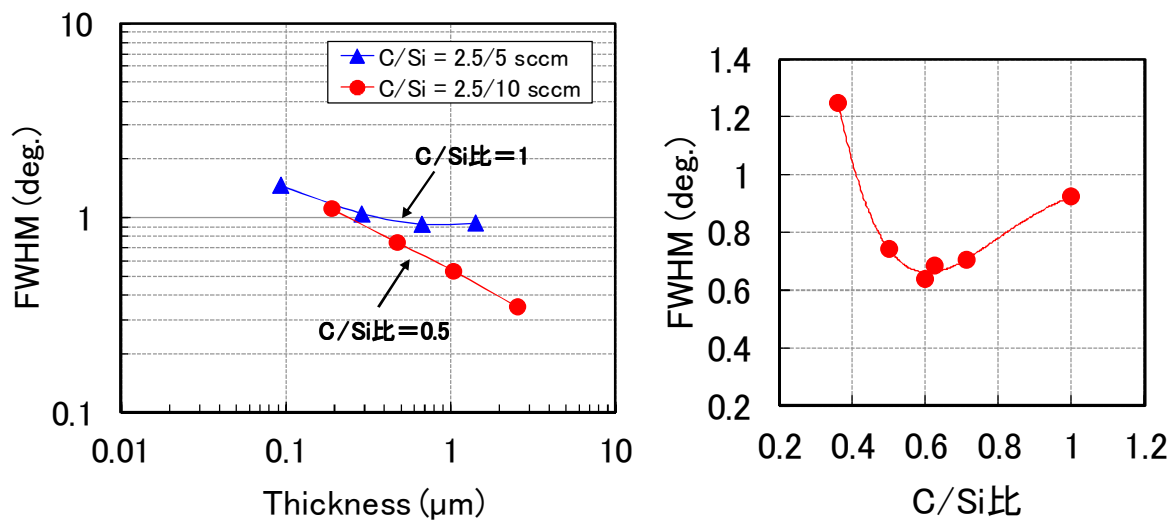 10
1
0.1
FWHM (deg.)
C/Si = 2.5/5 sccm
C/Si = 2.5/10 sccm
C/Si比＝1
C/Si比＝0.5
0.01
0.1
1
10
Thickness (μm)
1.4
1.2
1
0.8
0.6
0.4
0.2
FWHM (deg.)
0.2
0.4
0.6
0.8
1
1.2
C/Si比